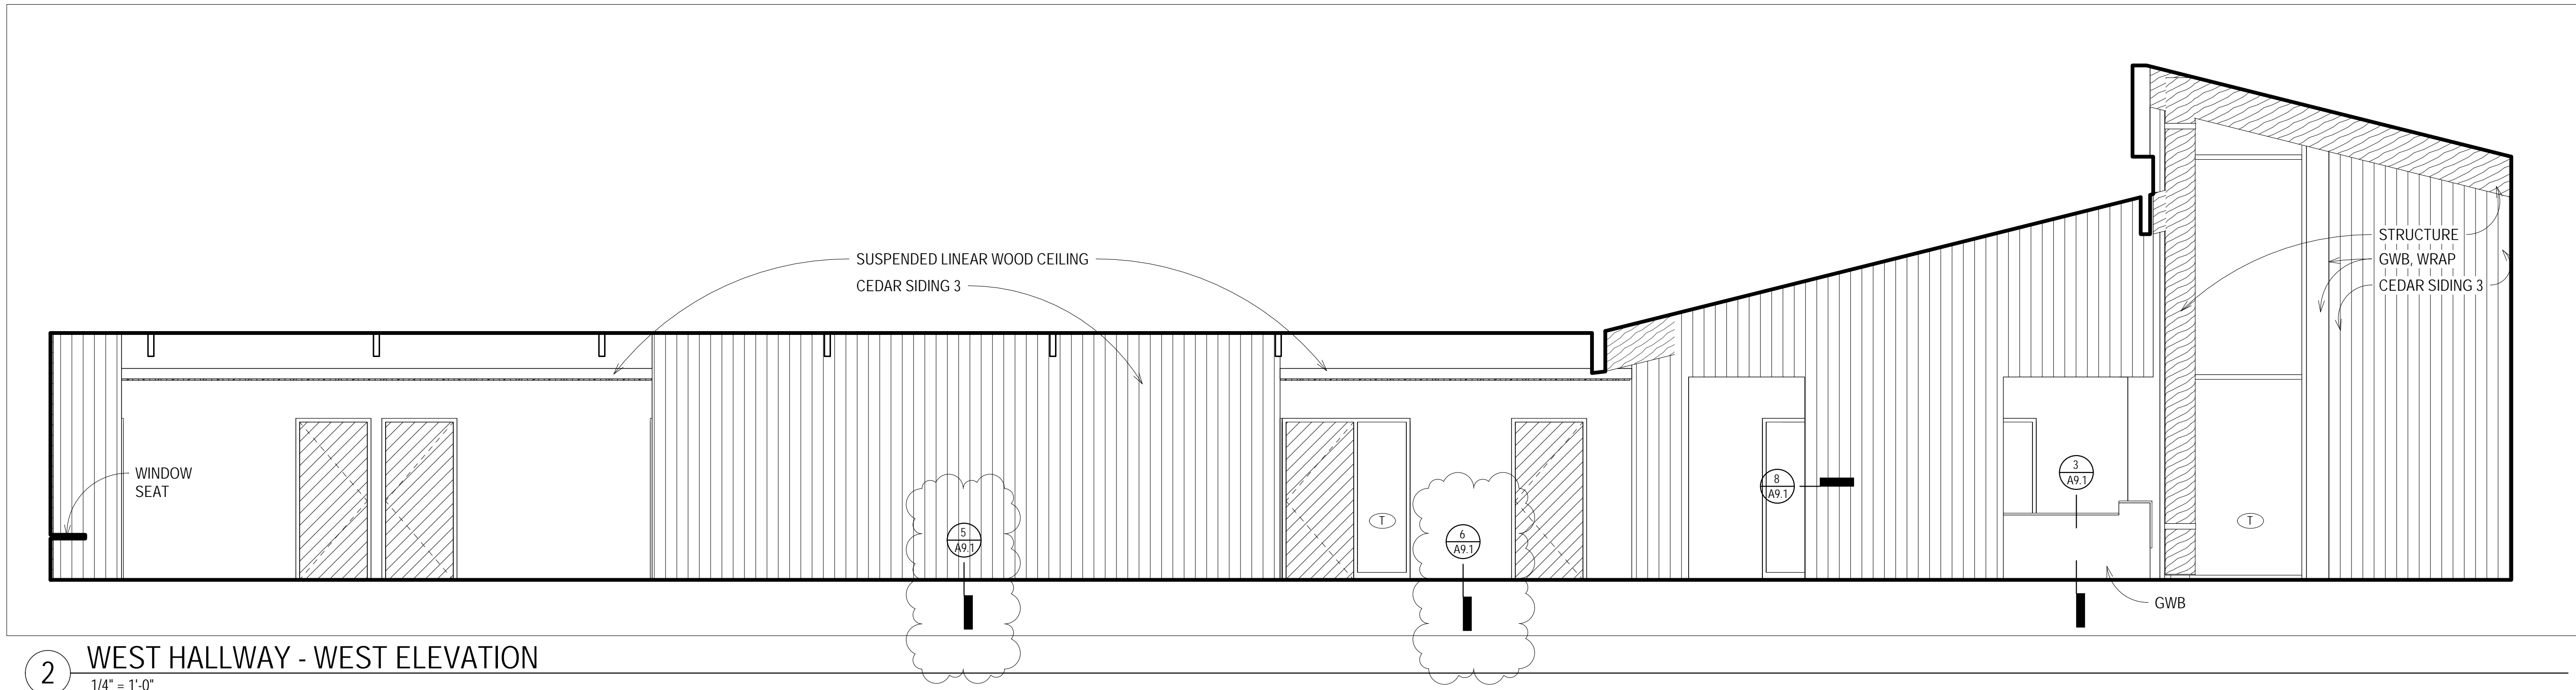 SUSPENDED LINEAR WOOD CEILING
CEDAR SIDING 3
STRUCTURE
GWB, WRAP
CEDAR SIDING 3
WINDOW
SEAT
5
A9.1
T
6
A9.1
8
A9.1
3
A9.1
T
GWB
2
WEST HALLWAY - WEST ELEVATION
1/4" = 1'-0"